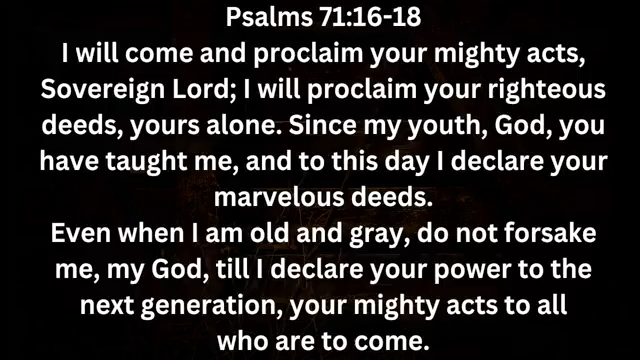 Psalms 71:16-18
I will come and proclaim your mighty acts,
Sovereign Lord; I will proclaim your righteous
deeds, yours alone. Since my youth, God, you
have taught me, and to this day I declare your
marvelous deeds.
Even when I am old and gray, do not forsake
me, my God, till I declare your power to the
next generation, your mighty acts to all
who are to come.